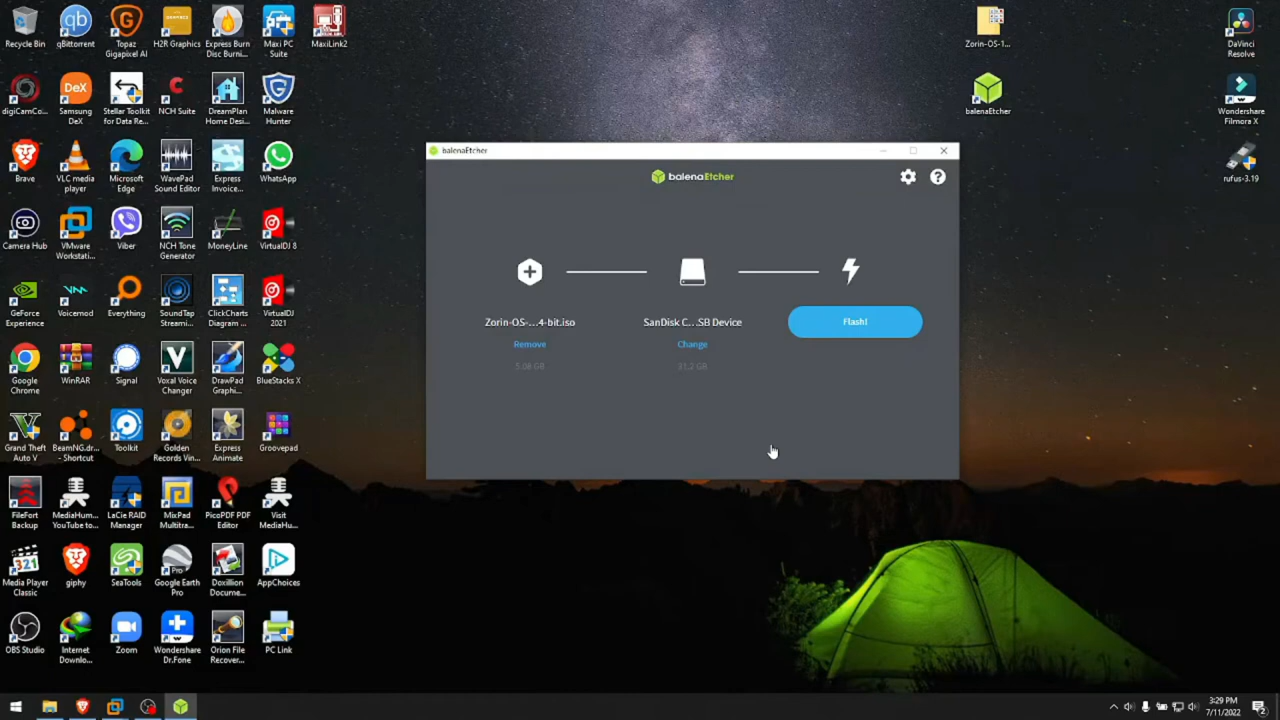 Recycle Bin
qBittorrent
Topaz
Gigapixel AI
H2R Graphics
Express Burn
Disc Burni...
Maxi PC
Suite
MaxiLink2
Zorin-OS-1...
DaVinci
Resolve
digiCamCo...
Samsung
DeX
Stellar Toolkit
for Data Re...
NCH Suite
DreamPlan
Home Desi...
Malware
Hunter
balenaEtcher
Wondershare
Filmora X
Brave
VLC media
player
Microsoft
Edge
WavePad
Sound Editor
Express
Invoice...
WhatsApp
rufus-3.19
Camera Hub
VMware
Workstati...
Viber
NCH Tone
Generator
MoneyLine
VirtualDJ 8
GeForce
Experience
Voicemod
Everything
SoundTap
Streami...
ClickCharts
Diagram ...
VirtualDJ
2021
Google
Chrome
WinRAR
Signal
Voxal Voice
Changer
DrawPad
Graphi...
BlueStacks X
Grand Theft
Auto V
BeamNG.dr...
- Shortcut
Toolkit
Golden
Records Vin...
Express
Animate
Groovepad
FileFort
Backup
MediaHum...
YouTube to...
LaCie RAID
Manager
MixPad
Multitra...
PicoPDF PDF
Editor
Visit
MediaHu...
Media Player
Classic
giphy
SeaTools
Google Earth
Pro
Doxillion
Docume...
AppChoices
OBS Studio
Internet
Downlo...
Zoom
Wondershare
Dr.Fone
Orion File
Recover...
PC Link
balenaEtcher
balenaEtcher
Zorin-OS-...4-bit.iso
SanDisk C...SB Device
Flash!
Remove
Change
5.08 GB
31.2 GB
3:29 PM
7/11/2022
2